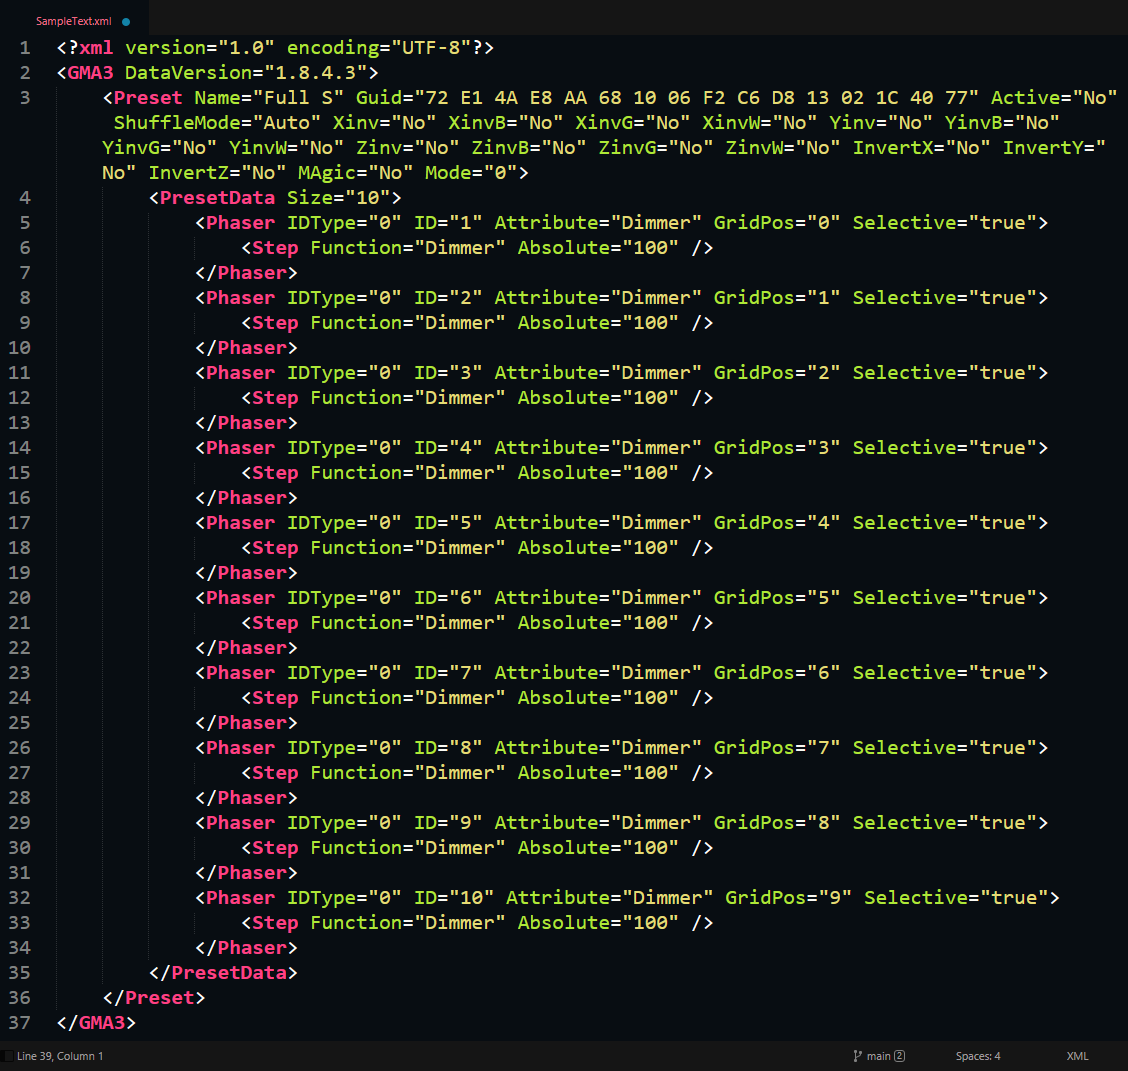 SampleText.xml
1 <?xml version="1.0" encoding="UTF-8"?>
2 <GMA3 DataVersion="1.8.4.3">
3 <Preset Name="Full S" Guid="72 E1 4A E8 AA 68 10 06 F2 C6 D8 13 02 1C 40 77" Active="No"
ShuffleMode="Auto" Xinv="No" XinvB="No" XinvG="No" XinvW="No" Yinv="No" YinvB="No"
YinvG="No" YinvW="No" Zinv="No" ZinvB="No" ZinvG="No" ZinvW="No" InvertX="No" InvertY="
No" InvertZ="No" MAgic="No" Mode="0">
4 <PresetData Size="10">
5 <Phaser IDType="0" ID="1" Attribute="Dimmer" GridPos="0" Selective="true">
6 <Step Function="Dimmer" Absolute="100" />
7 </Phaser>
8 <Phaser IDType="0" ID="2" Attribute="Dimmer" GridPos="1" Selective="true">
9 <Step Function="Dimmer" Absolute="100" />
10 </Phaser>
11 <Phaser IDType="0" ID="3" Attribute="Dimmer" GridPos="2" Selective="true">
12 <Step Function="Dimmer" Absolute="100" />
13 </Phaser>
14 <Phaser IDType="0" ID="4" Attribute="Dimmer" GridPos="3" Selective="true">
15 <Step Function="Dimmer" Absolute="100" />
16 </Phaser>
17 <Phaser IDType="0" ID="5" Attribute="Dimmer" GridPos="4" Selective="true">
18 <Step Function="Dimmer" Absolute="100" />
19 </Phaser>
20 <Phaser IDType="0" ID="6" Attribute="Dimmer" GridPos="5" Selective="true">
21 <Step Function="Dimmer" Absolute="100" />
22 </Phaser>
23 <Phaser IDType="0" ID="7" Attribute="Dimmer" GridPos="6" Selective="true">
24 <Step Function="Dimmer" Absolute="100" />
25 </Phaser>
26 <Phaser IDType="0" ID="8" Attribute="Dimmer" GridPos="7" Selective="true">
27 <Step Function="Dimmer" Absolute="100" />
28 </Phaser>
29 <Phaser IDType="0" ID="9" Attribute="Dimmer" GridPos="8" Selective="true">
30 <Step Function="Dimmer" Absolute="100" />
31 </Phaser>
32 <Phaser IDType="0" ID="10" Attribute="Dimmer" GridPos="9" Selective="true">
33 <Step Function="Dimmer" Absolute="100" />
34 </Phaser>
35 </PresetData>
36 </Preset>
37 </GMA3>
Line 39, Column 1 main 2 Spaces: 4 XML